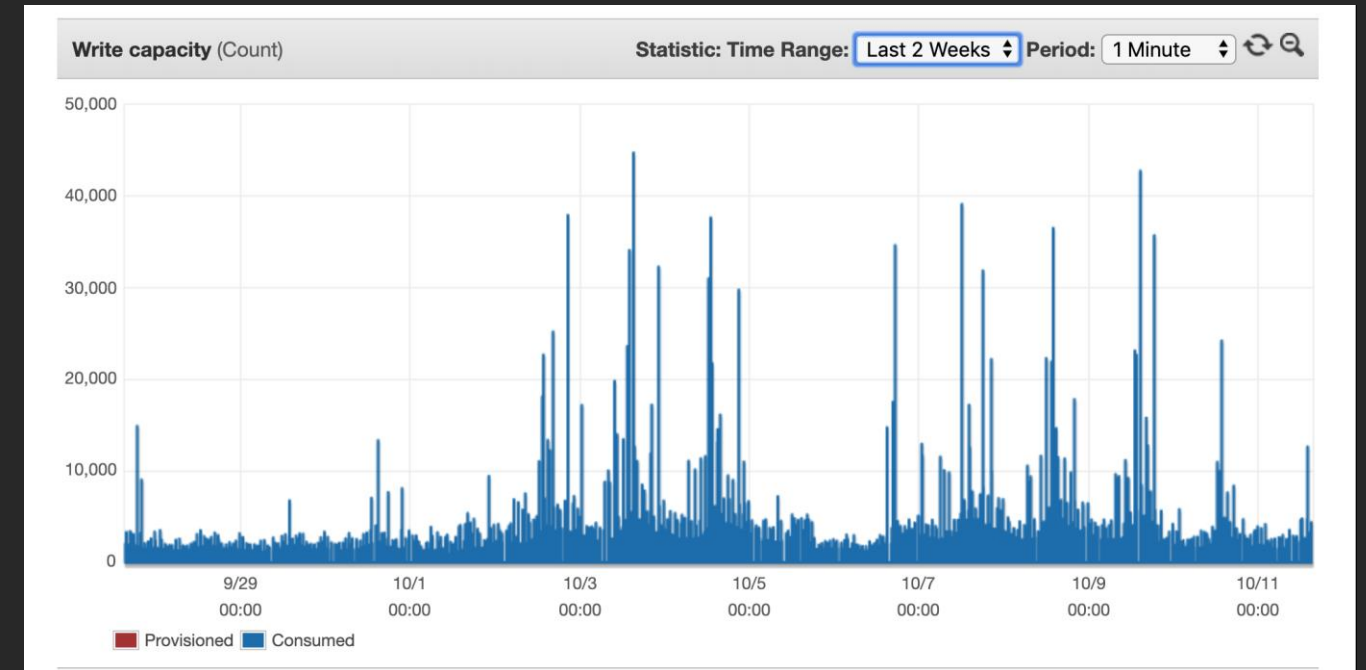 Write capacity (Count) Statistic: Time Range: Last 2 Weeks Period: 1 Minute
50,000
40,000
30,000
20,000
10,000
0
9/29 10/1 10/3 10/5 10/7 10/9 10/11
00:00 00:00 00:00 00:00 00:00 00:00 00:00
Provisioned Consumed